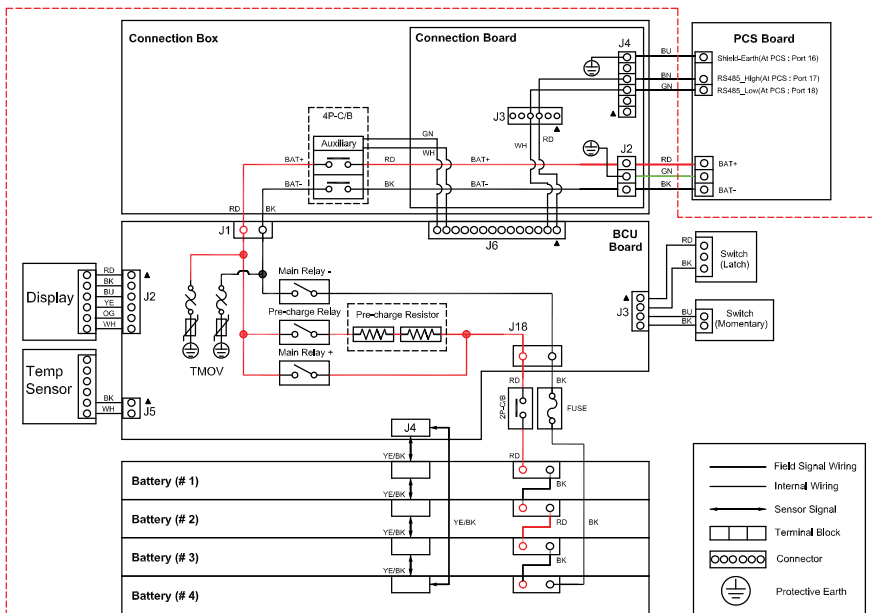 Connection Box
Connection Board
PCS Board
J4
BU
Shield-Earth(At PCS : Port 16)
BN
RS485_High(At PCS : Port 17)
GN
RS485_Low(At PCS : Port 18)
4P-C/B
J3
Auxiliary
GN
WH
WH
RD
J2
BAT+
RD
BAT+
RD
BAT+
GN
BAT-
BK
BAT-
BK
BAT-
RD
BK
J1
J6
BCU
Board
Main Relay -
RD
BK
Switch
(Latch)
Display
RD
BK
BU
YE
OG
WH
J2
J3
BU
BK
Switch
(Momentary)
Pre-charge Relay
Pre-charge Resistor
J18
TMOV
Main Relay +
Temp
Sensor
BK
WH
J5
RD
BK
2P-C/B
FUSE
J4
RD
YE/BK
Battery (# 1)
BK
YE/BK
Battery (# 2)
YE/BK
RD
BK
YE/BK
Battery (# 3)
BK
YE/BK
Battery (# 4)
Field Signal Wiring
Internal Wiring
Sensor Signal
Terminal Block
Connector
Protective Earth